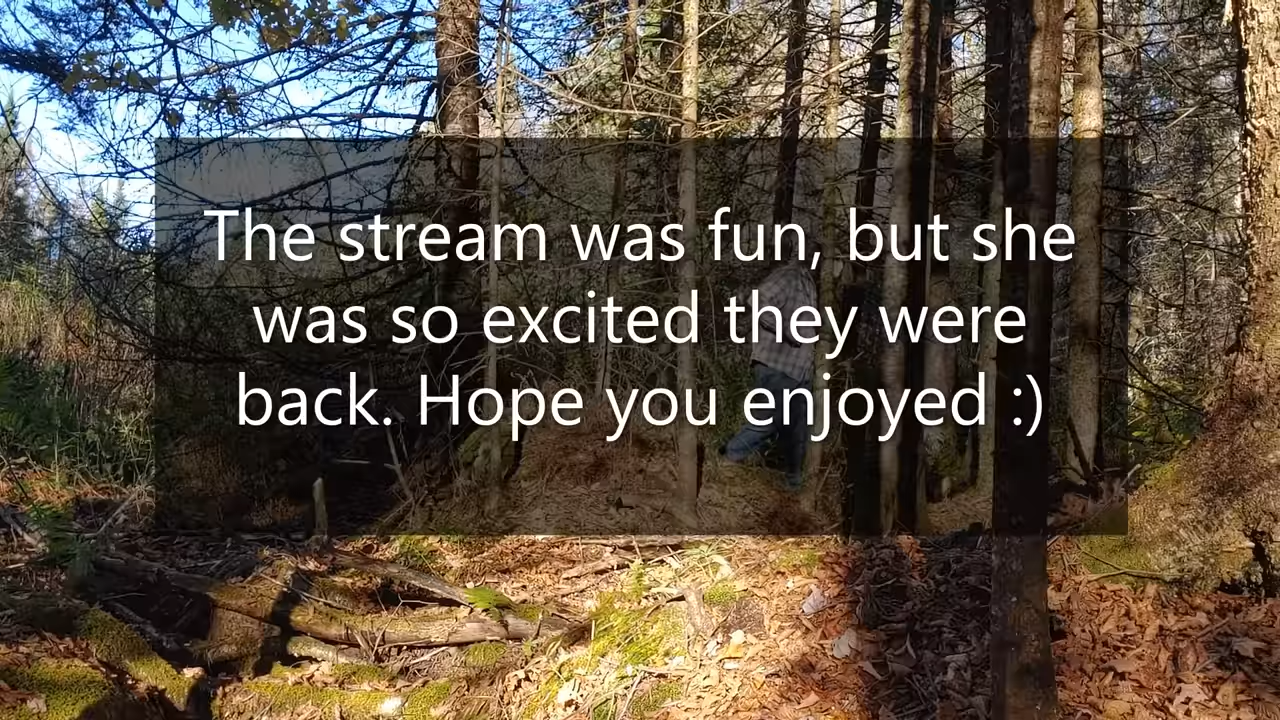 The stream was fun, but she
was so excited they were
back. Hope you enjoyed :)